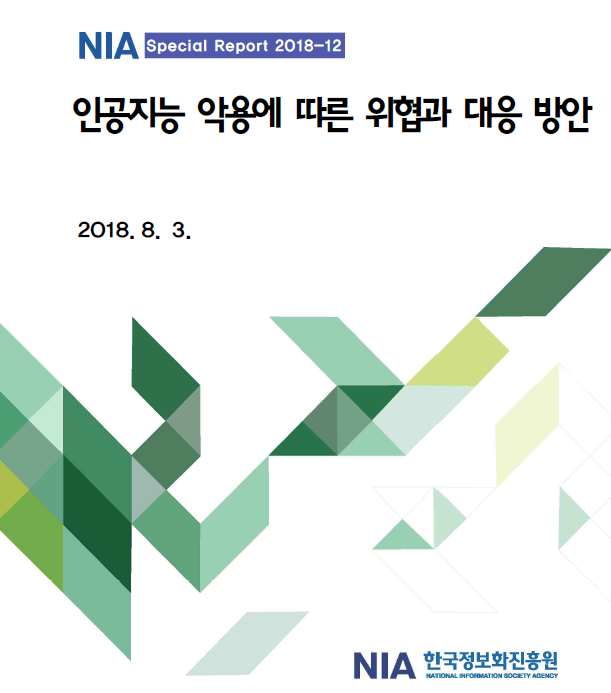 NIA Special Report 2018-12
인공지능 악용에 따른 위협과 대응 방안
2018. 8. 3.
NIA 한국정보화진흥원
NATIONAL INFORMATION SOCIETY AGENCY